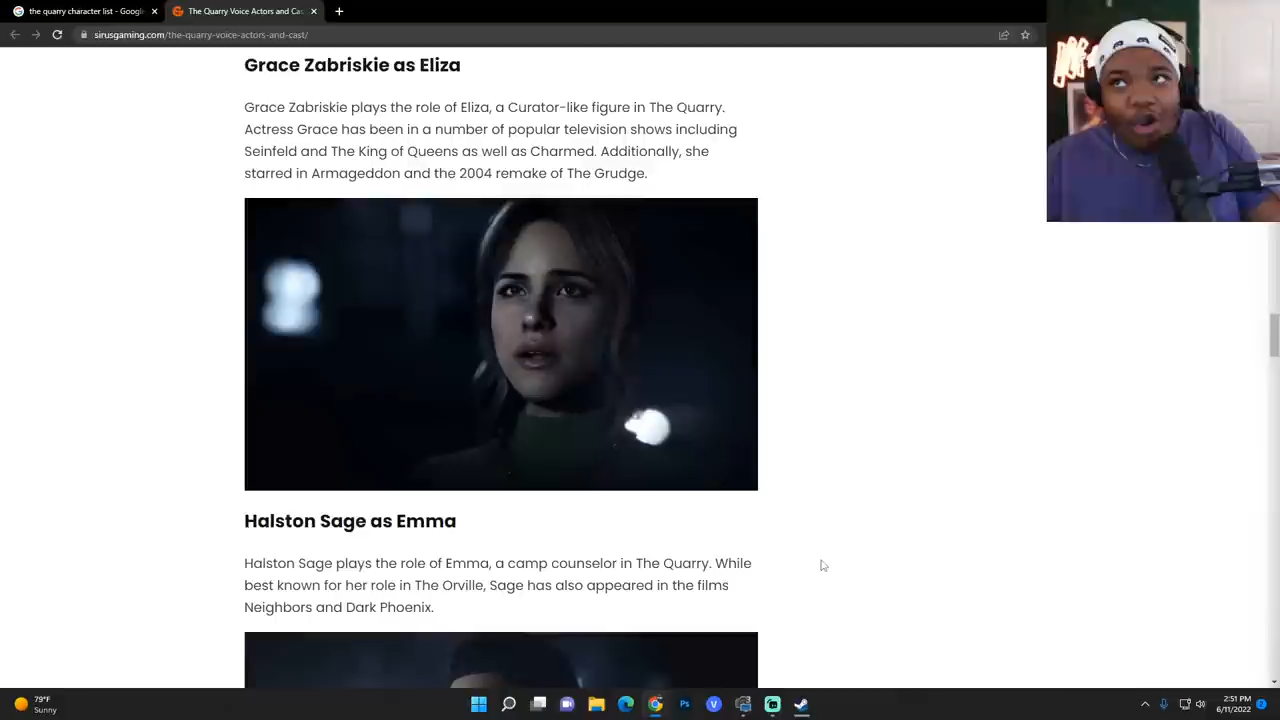 the quarry character list - Google
The Quarry Voice Actors and Ca
sirusgaming.com/the-quarry-voice-actors-and-cast/
Grace Zabriskie as Eliza
Grace Zabriskie plays the role of Eliza, a Curator-like figure in The Quarry.
Actress Grace has been in a number of popular television shows including
Seinfeld and The King of Queens as well as Charmed. Additionally, she
starred in Armageddon and the 2004 remake of The Grudge.
Halston Sage as Emma
Halston Sage plays the role of Emma, a camp counselor in The Quarry. While
best known for her role in The Orville, Sage has also appeared in the films
Neighbors and Dark Phoenix.
79°F
Sunny
2:51 PM
6/11/2022